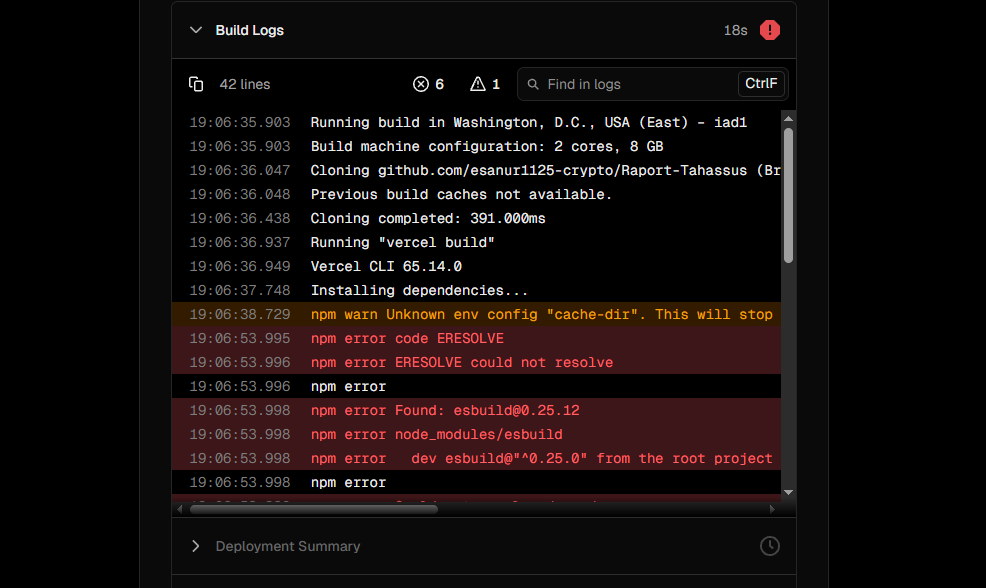 Build Logs
18s
42 lines
6
1
Find in logs
CtrlF
19:06:35.903 Running build in Washington, D.C., USA (East) – iad1
19:06:35.903 Build machine configuration: 2 cores, 8 GB
19:06:36.047 Cloning github.com/esanur1125-crypto/Raport-Tahassus (Br
19:06:36.048 Previous build caches not available.
19:06:36.438 Cloning completed: 391.000ms
19:06:36.937 Running "vercel build"
19:06:36.949 Vercel CLI 65.14.0
19:06:37.748 Installing dependencies...
19:06:38.729 npm warn Unknown env config "cache-dir". This will stop
19:06:53.995 npm error code ERESOLVE
19:06:53.996 npm error ERESOLVE could not resolve
19:06:53.996 npm error
19:06:53.998 npm error Found: esbuild@0.25.12
19:06:53.998 npm error node_modules/esbuild
19:06:53.998 npm error   dev esbuild@"^0.25.0" from the root project
19:06:53.998 npm error
Deployment Summary